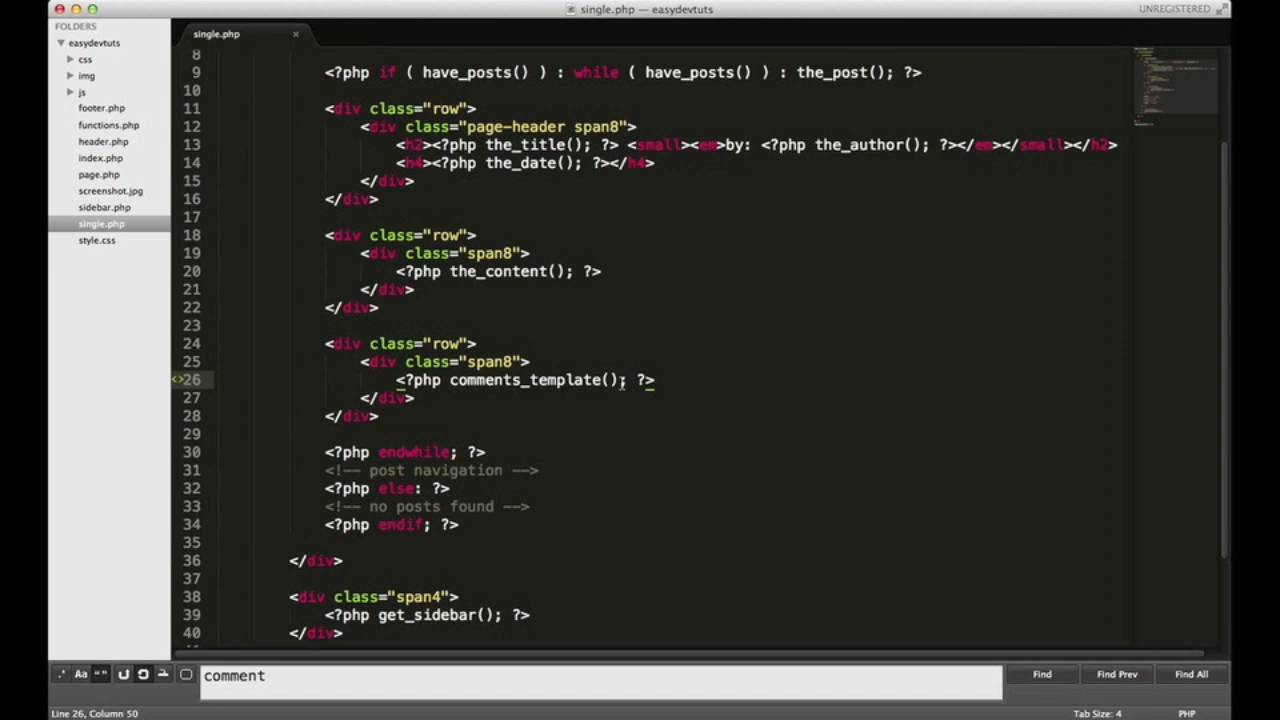 single.php — easydevtuts
UNREGISTERED
FOLDERS
easydevtuts
css
img
js
footer.php
functions.php
header.php
index.php
page.php
screenshot.jpg
sidebar.php
single.php
style.css
single.php
8
9 <?php if ( have_posts() ) : while ( have_posts() ) : the_post(); ?>
10
11 <div class="row">
12 <div class="page-header span8">
13 <h2><?php the_title(); ?> <small><em>by: <?php the_author(); ?></em></small></h2>
14 <h4><?php the_date(); ?></h4>
15 </div>
16 </div>
17
18 <div class="row">
19 <div class="span8">
20 <?php the_content(); ?>
21 </div>
22 </div>
23
24 <div class="row">
25 <div class="span8">
26 <?php comments_template(); ?>
27 </div>
28 </div>
29
30 <?php endwhile; ?>
31 <!-- post navigation -->
32 <?php else: ?>
33 <!-- no posts found -->
34 <?php endif; ?>
35
36 </div>
37
38 <div class="span4">
39 <?php get_sidebar(); ?>
40 </div>
.* Aa “” comment Find Find Prev Find All
Line 26, Column 50 Tab Size: 4 PHP